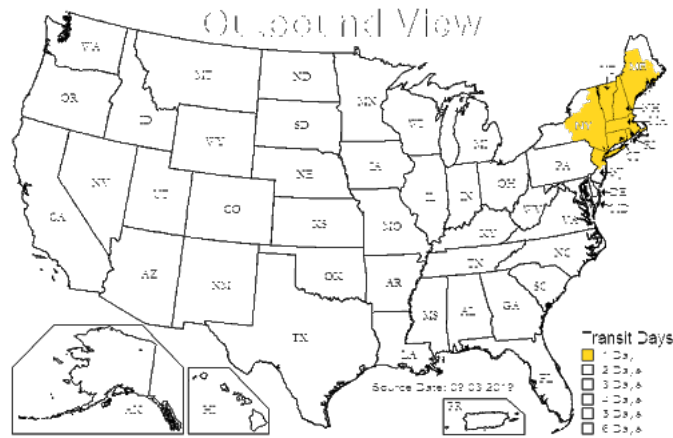 Outbound View
WA
MT
ND
MN
OR
ID
SD
WI
WY
MI
ME
NH
NY
IA
NE
PA
NJ
NV
UT
IL
IN
OH
DE
MD
CA
CO
KS
MO
WV
VA
KY
NC
TN
AZ
NM
OK
AR
SC
MS
AL
GA
TX
LA
FL
AK
HI
PR
Source Date: 09.03.2019
Transit Days
1 Day
2 Days
3 Days
4 Days
5 Days
6 Days